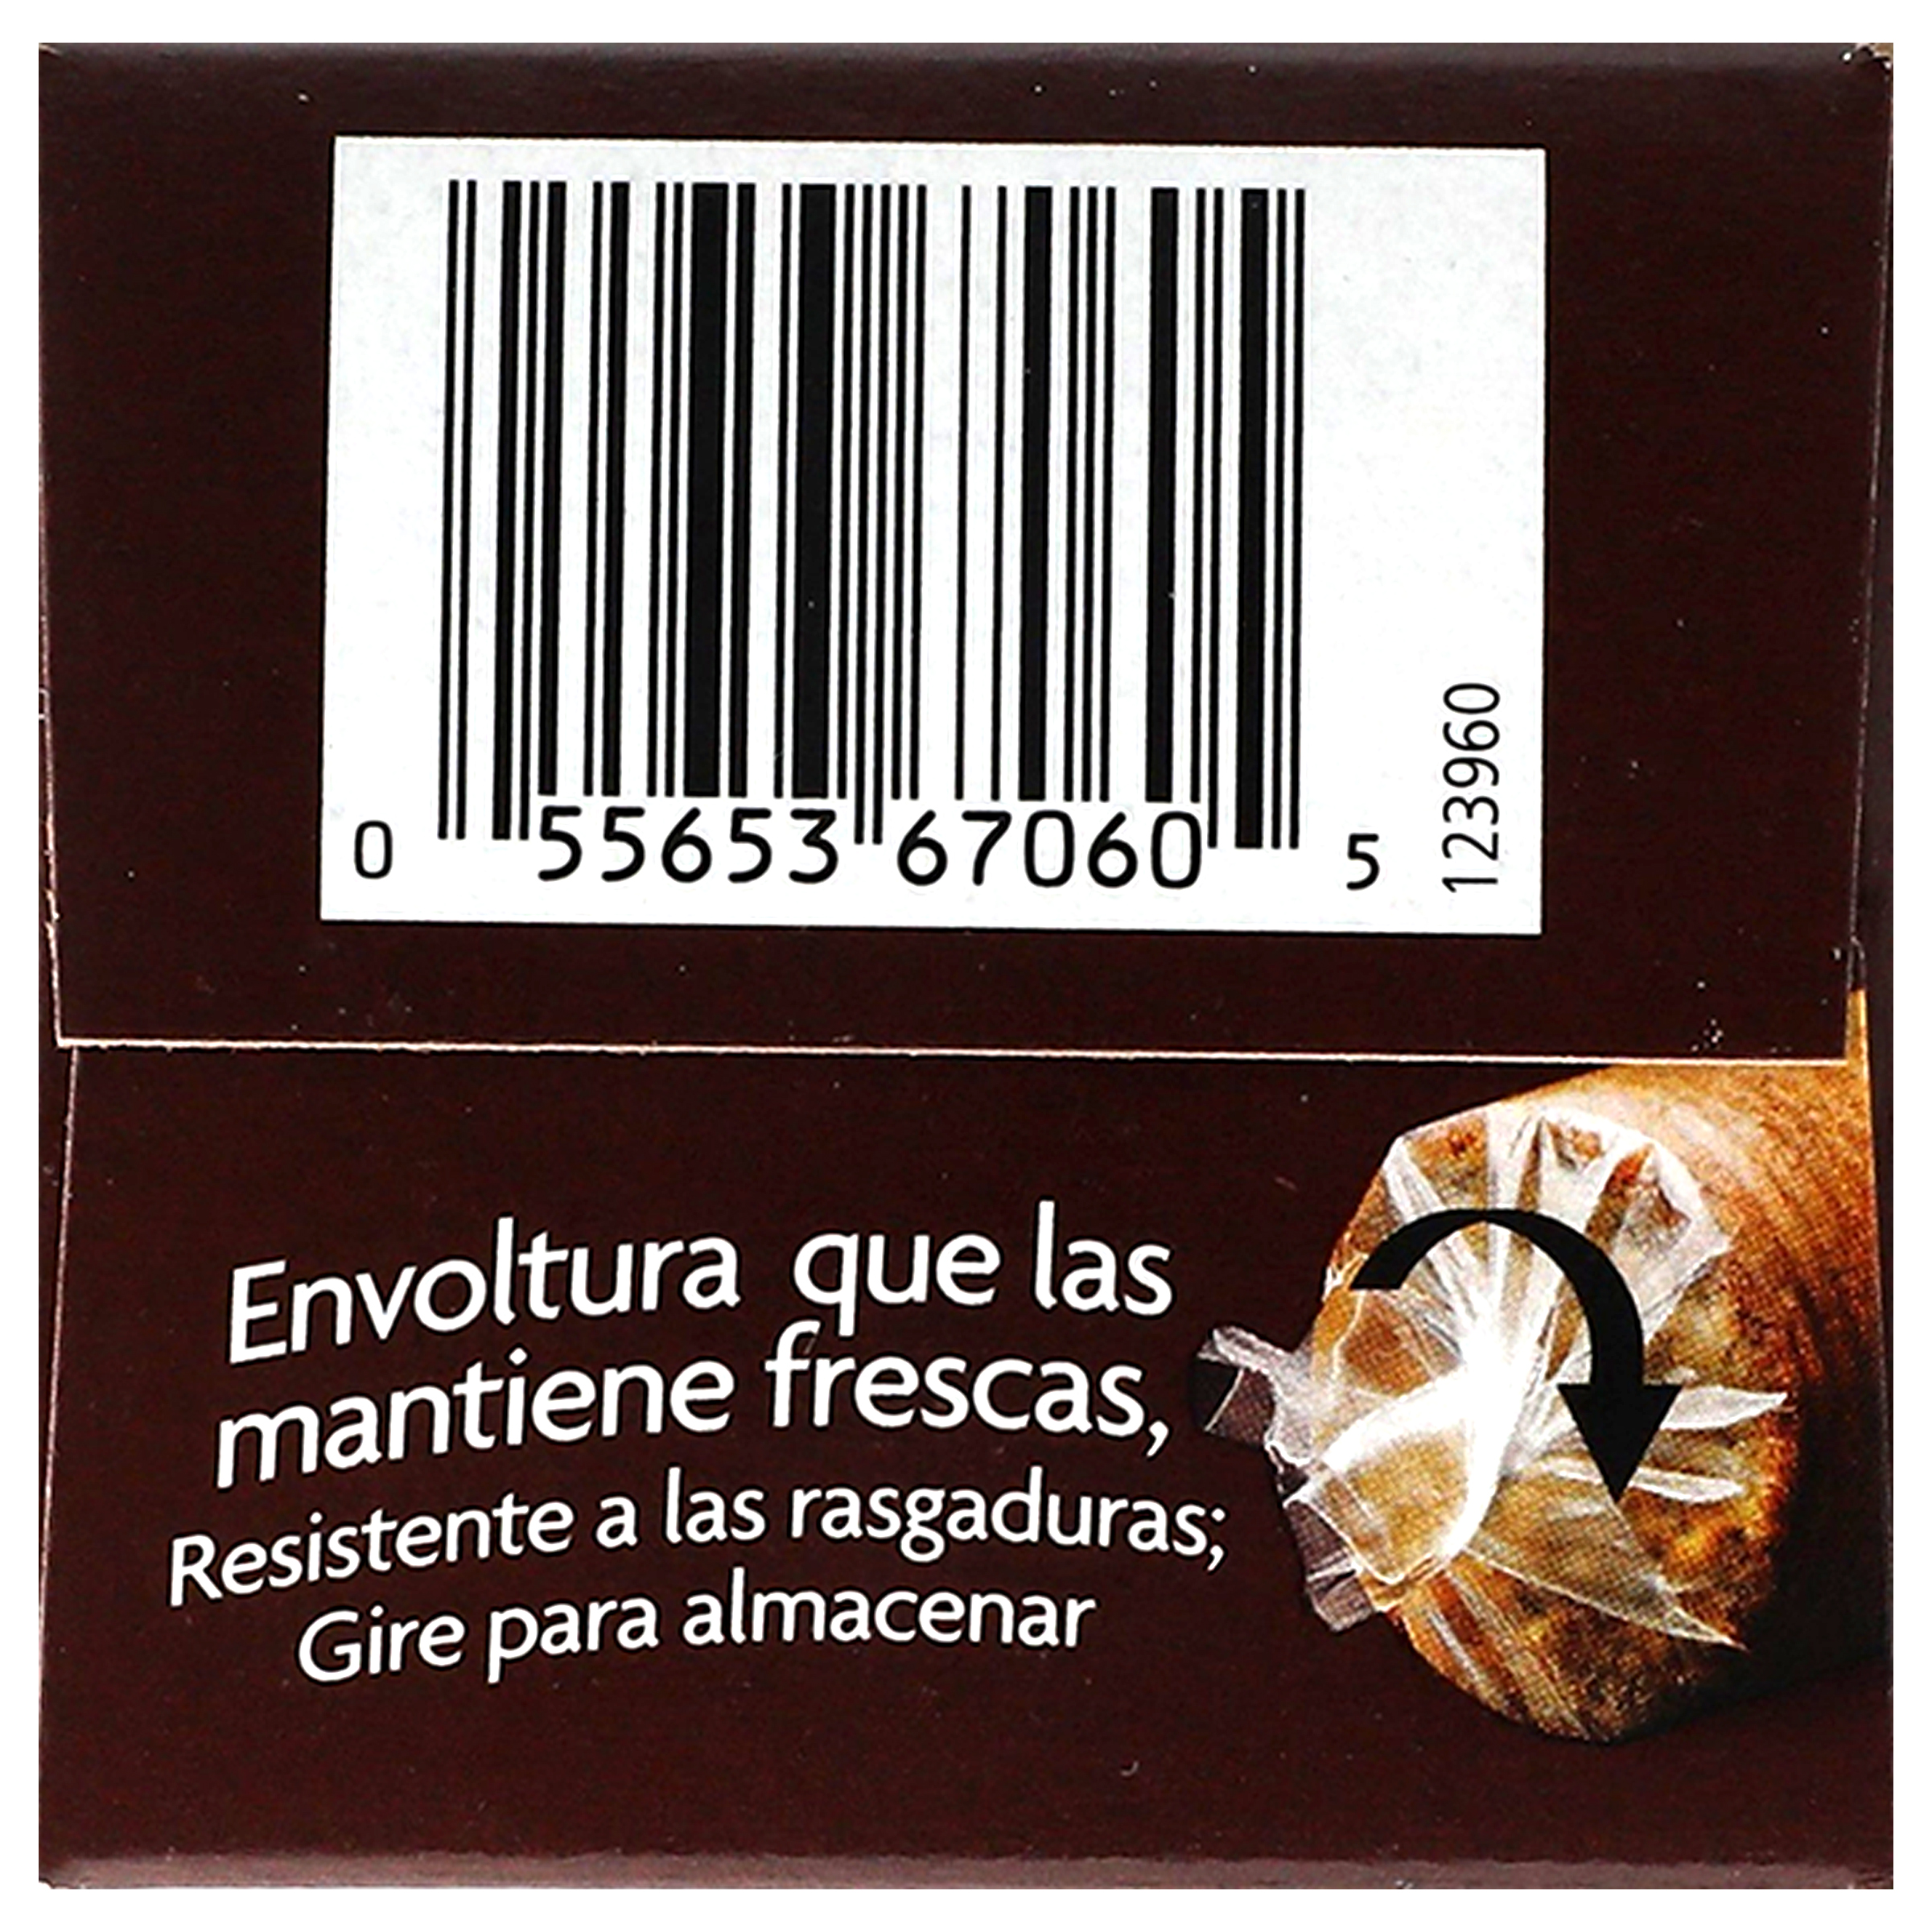 0 55653 67060 5
123960
Envoltura que las
mantiene frescas,
Resistente a las rasgaduras;
Gire para almacenar